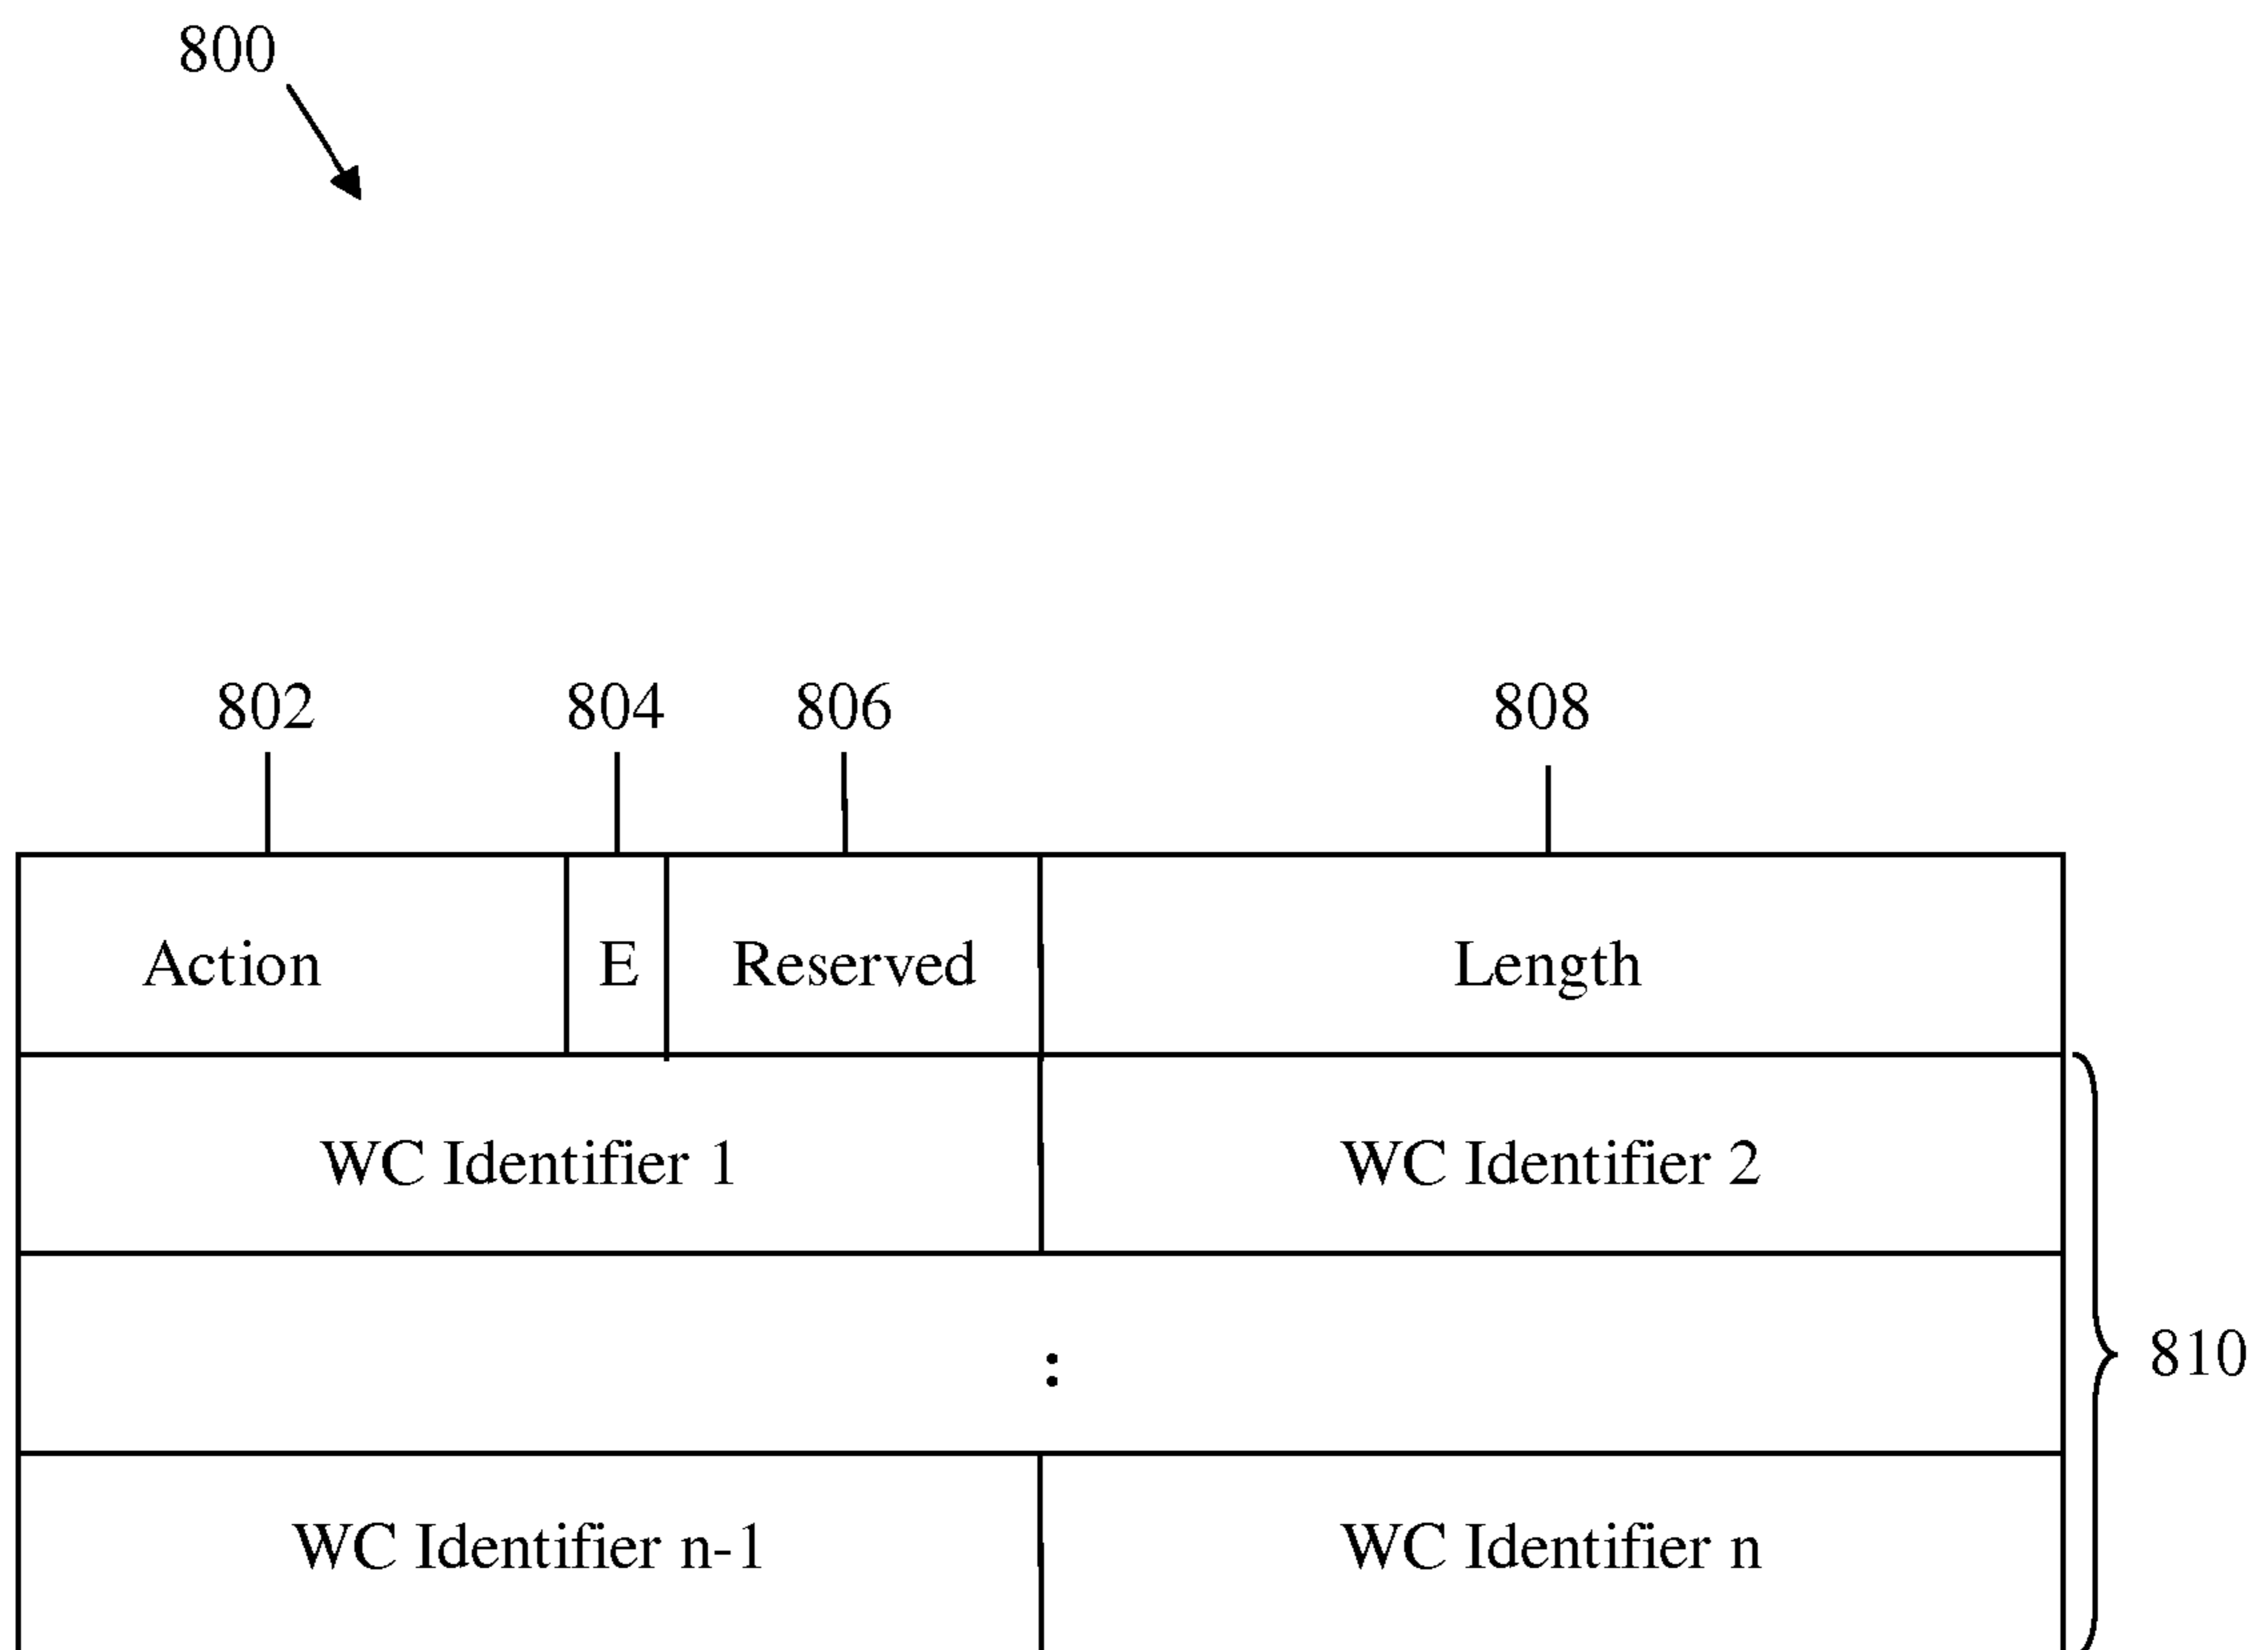 800
802 804 806 808
Action E Reserved Length
WC Identifier 1 WC Identifier 2
:
810
WC Identifier n-1 WC Identifier n